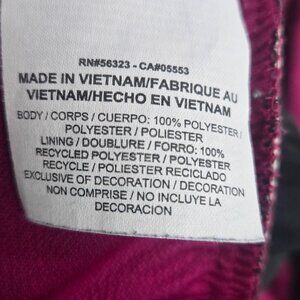 RN#56323 - CA#05553
MADE IN VIETNAM/FABRIQUE AU
VIETNAM/HECHO EN VIETNAM
BODY / CORPS / CUERPO: 100% POLYESTER /
POLYESTER / POLIESTER
LINING / DOUBLURE / FORRO: 100%
RECYCLED POLYESTER / POLYESTER
RECYCLE / POLIESTER RECICLADO
EXCLUSIVE OF DECORATION / DECORATION
NON COMPRISE / NO INCLUYE LA
DECORACION